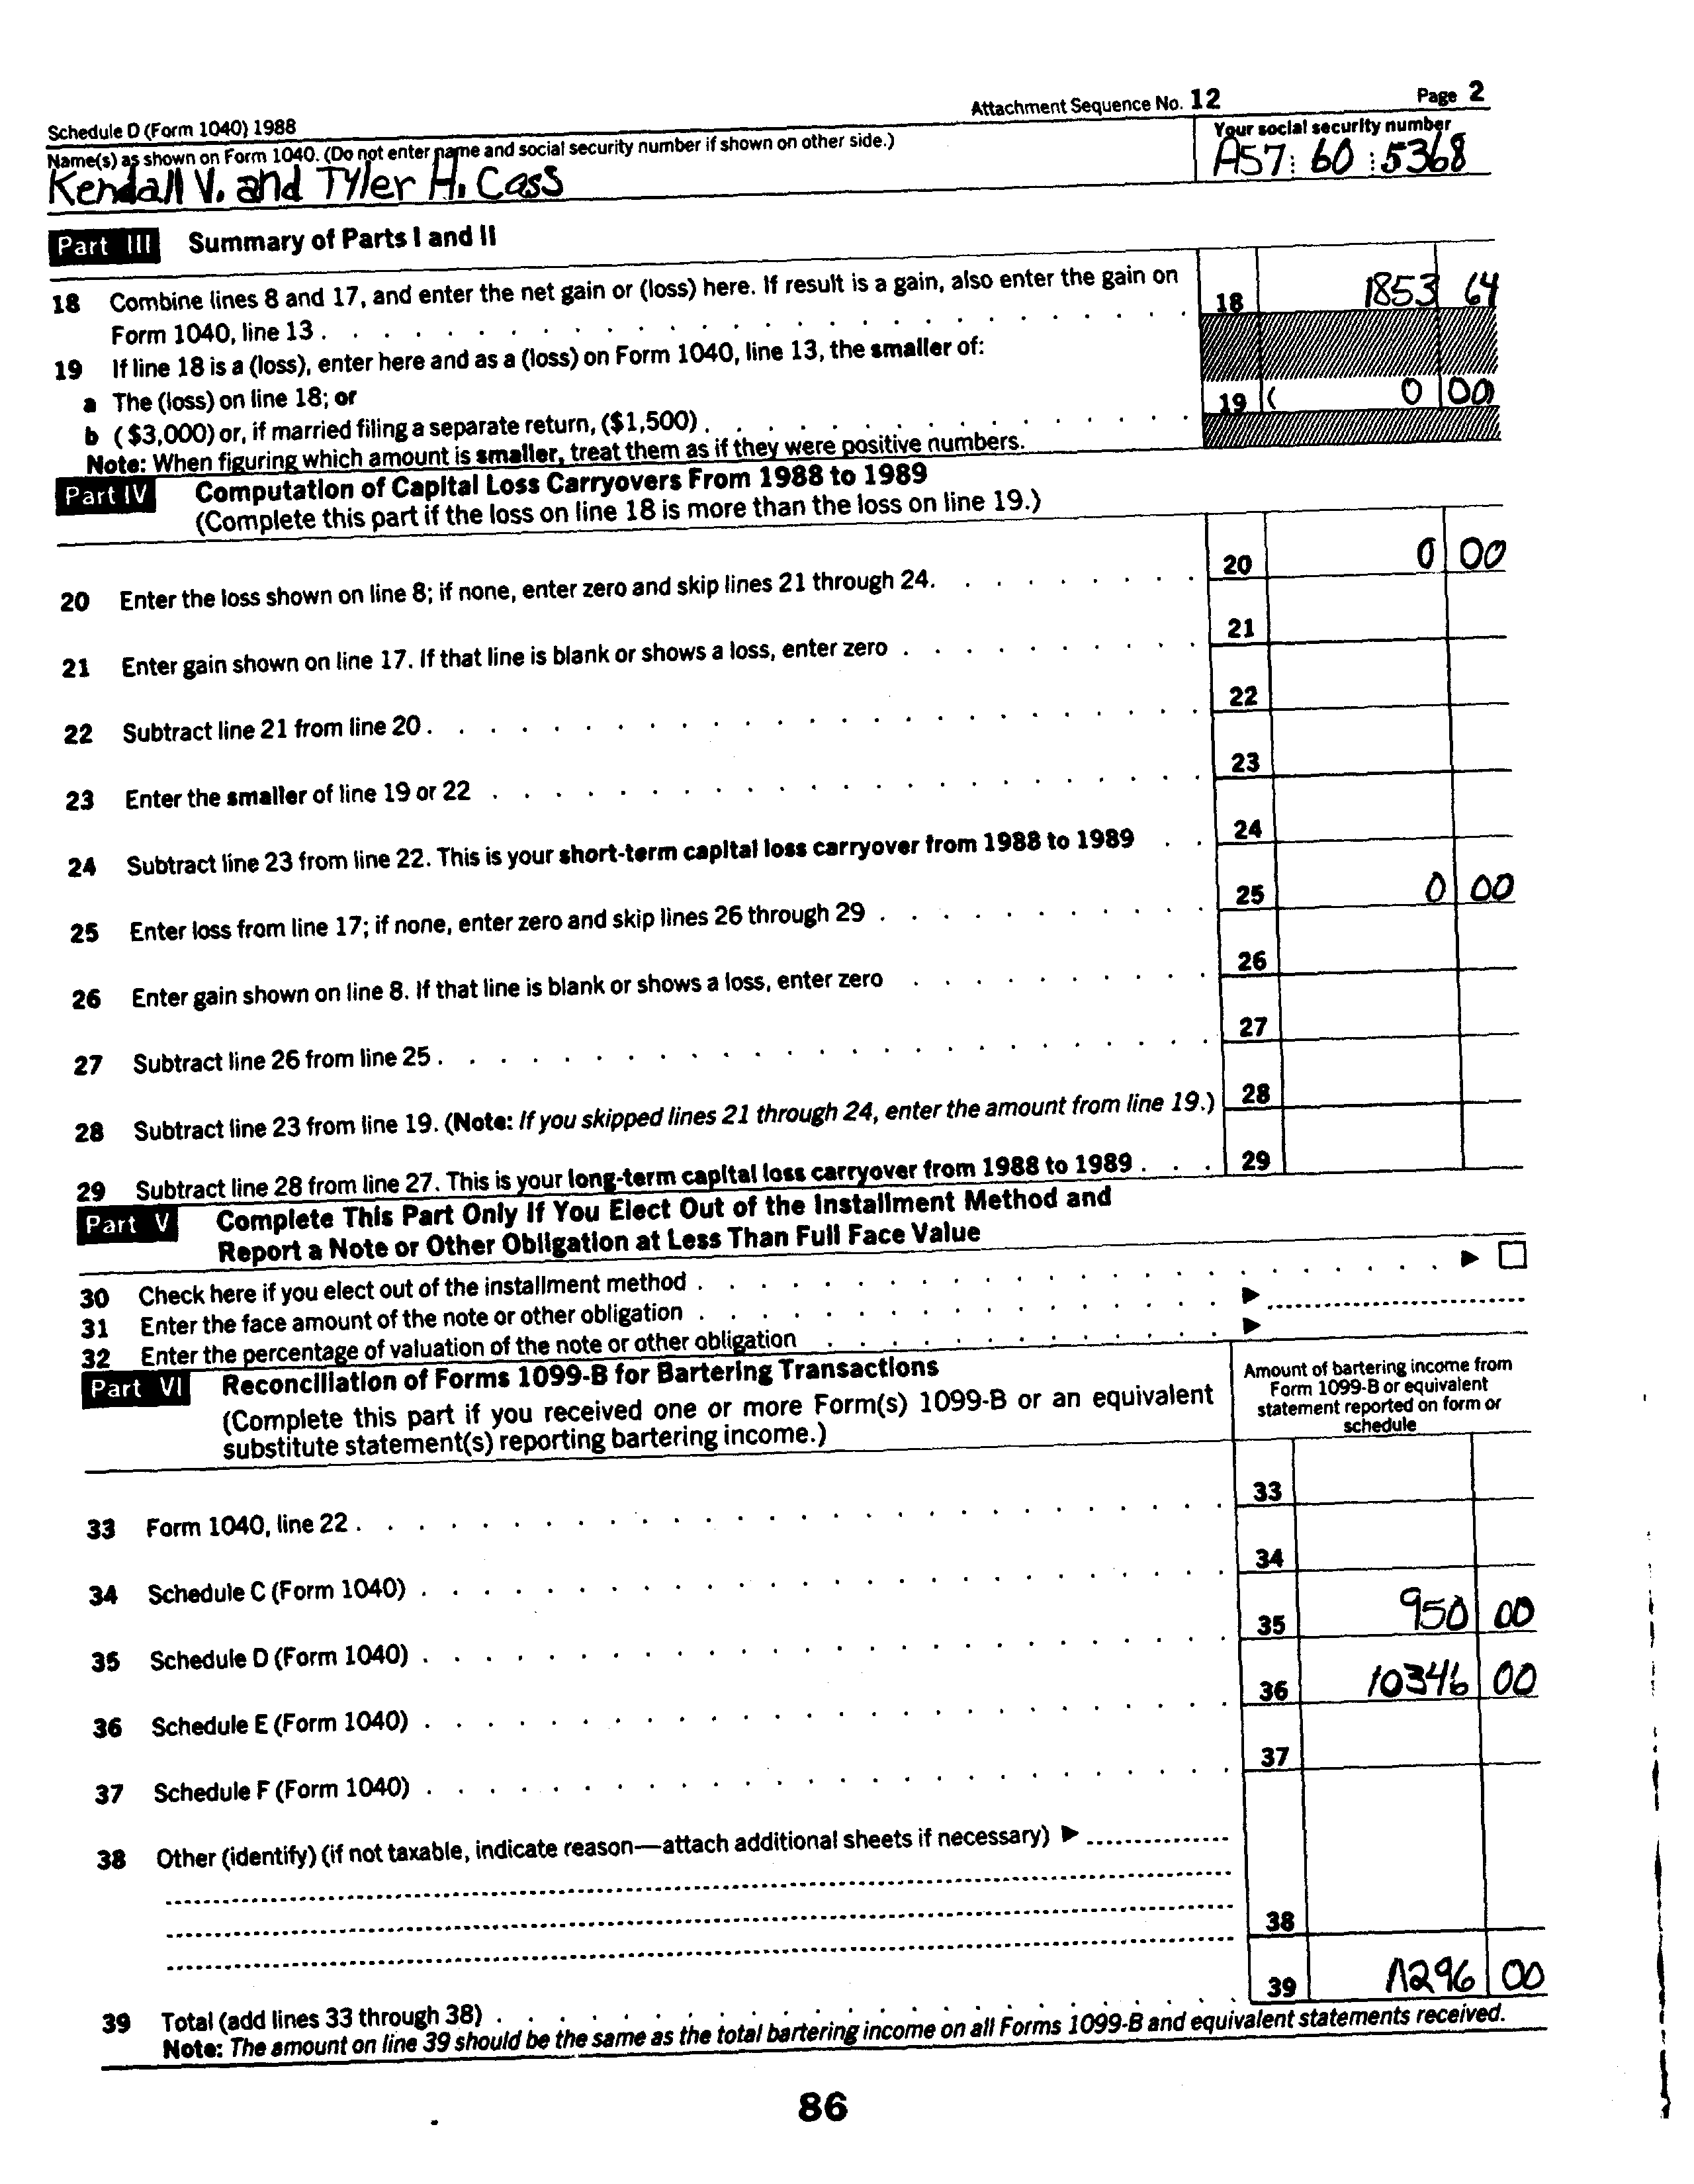 Schedule D (Form 1040) 1988 Attachment Sequence No. 12 Page 2
Name(s) as shown on Form 1040. (Do not enter name and social security number if shown on other side.) Your social security number
Kendall V. and Tyler H. Cass A57 60 5368
Part III Summary of Parts I and II
18 Combine lines 8 and 17, and enter the net gain or (loss) here. If result is a gain, also enter the gain on
Form 1040, line 13 . . . . . . . . . . . . . . . . . . . . . . . . . . . 18 1853 64
19 If line 18 is a (loss), enter here and as a (loss) on Form 1040, line 13, the smaller of:
a The (loss) on line 18; or
b ($3,000) or, if married filing a separate return, ($1,500) . . . . . . . . . . . . . . . 19 ( 0 00)
Note: When figuring which amount is smaller, treat them as if they were positive numbers.
Part IV Computation of Capital Loss Carryovers From 1988 to 1989
(Complete this part if the loss on line 18 is more than the loss on line 19.)
20 Enter the loss shown on line 8; if none, enter zero and skip lines 21 through 24. . . . . . . . . 20 0 00
21 Enter gain shown on line 17. If that line is blank or shows a loss, enter zero . . . . . . . . . . 21
22 Subtract line 21 from line 20 . . . . . . . . . . . . . . . . . . . . . . . . . 22
23 Enter the smaller of line 19 or 22 . . . . . . . . . . . . . . . . . . . . . . . 23
24 Subtract line 23 from line 22. This is your short-term capital loss carryover from 1988 to 1989 . . 24
25 Enter loss from line 17; if none, enter zero and skip lines 26 through 29 . . . . . . . . . . . 25 0 00
26 Enter gain shown on line 8. If that line is blank or shows a loss, enter zero . . . . . . . . . . 26
27 Subtract line 26 from line 25 . . . . . . . . . . . . . . . . . . . . . . . . . 27
28 Subtract line 23 from line 19. (Note: If you skipped lines 21 through 24, enter the amount from line 19.) 28
29 Subtract line 28 from line 27. This is your long-term capital loss carryover from 1988 to 1989 . . . 29
Part V Complete This Part Only If You Elect Out of the Installment Method and
Report a Note or Other Obligation at Less Than Full Face Value
30 Check here if you elect out of the installment method . . . . . . . . . . . . . . . . . . . . . . . . ▶ ☐
31 Enter the face amount of the note or other obligation . . . . . . . . . . . . . . . . . ▶
32 Enter the percentage of valuation of the note or other obligation . . . . . . . . . . . . . ▶
Part VI Reconciliation of Forms 1099-B for Bartering Transactions
(Complete this part if you received one or more Form(s) 1099-B or an equivalent
substitute statement(s) reporting bartering income.)
Amount of bartering income from
Form 1099-B or equivalent
statement reported on form or
schedule
33 Form 1040, line 22 . . . . . . . . . . . . . . . . . . . . . . . . . . . . 33
34 Schedule C (Form 1040) . . . . . . . . . . . . . . . . . . . . . . . . . . 34
35 Schedule D (Form 1040) . . . . . . . . . . . . . . . . . . . . . . . . . . 35 950 00
36 Schedule E (Form 1040) . . . . . . . . . . . . . . . . . . . . . . . . . . 36 10346 00
37 Schedule F (Form 1040) . . . . . . . . . . . . . . . . . . . . . . . . . . 37
38 Other (identify) (if not taxable, indicate reason—attach additional sheets if necessary) ▶
38
39 Total (add lines 33 through 38) . . . . . . . . . . . . . . . . . . . . . . . . 39 11296 00
Note: The amount on line 39 should be the same as the total bartering income on all Forms 1099-B and equivalent statements received.
86